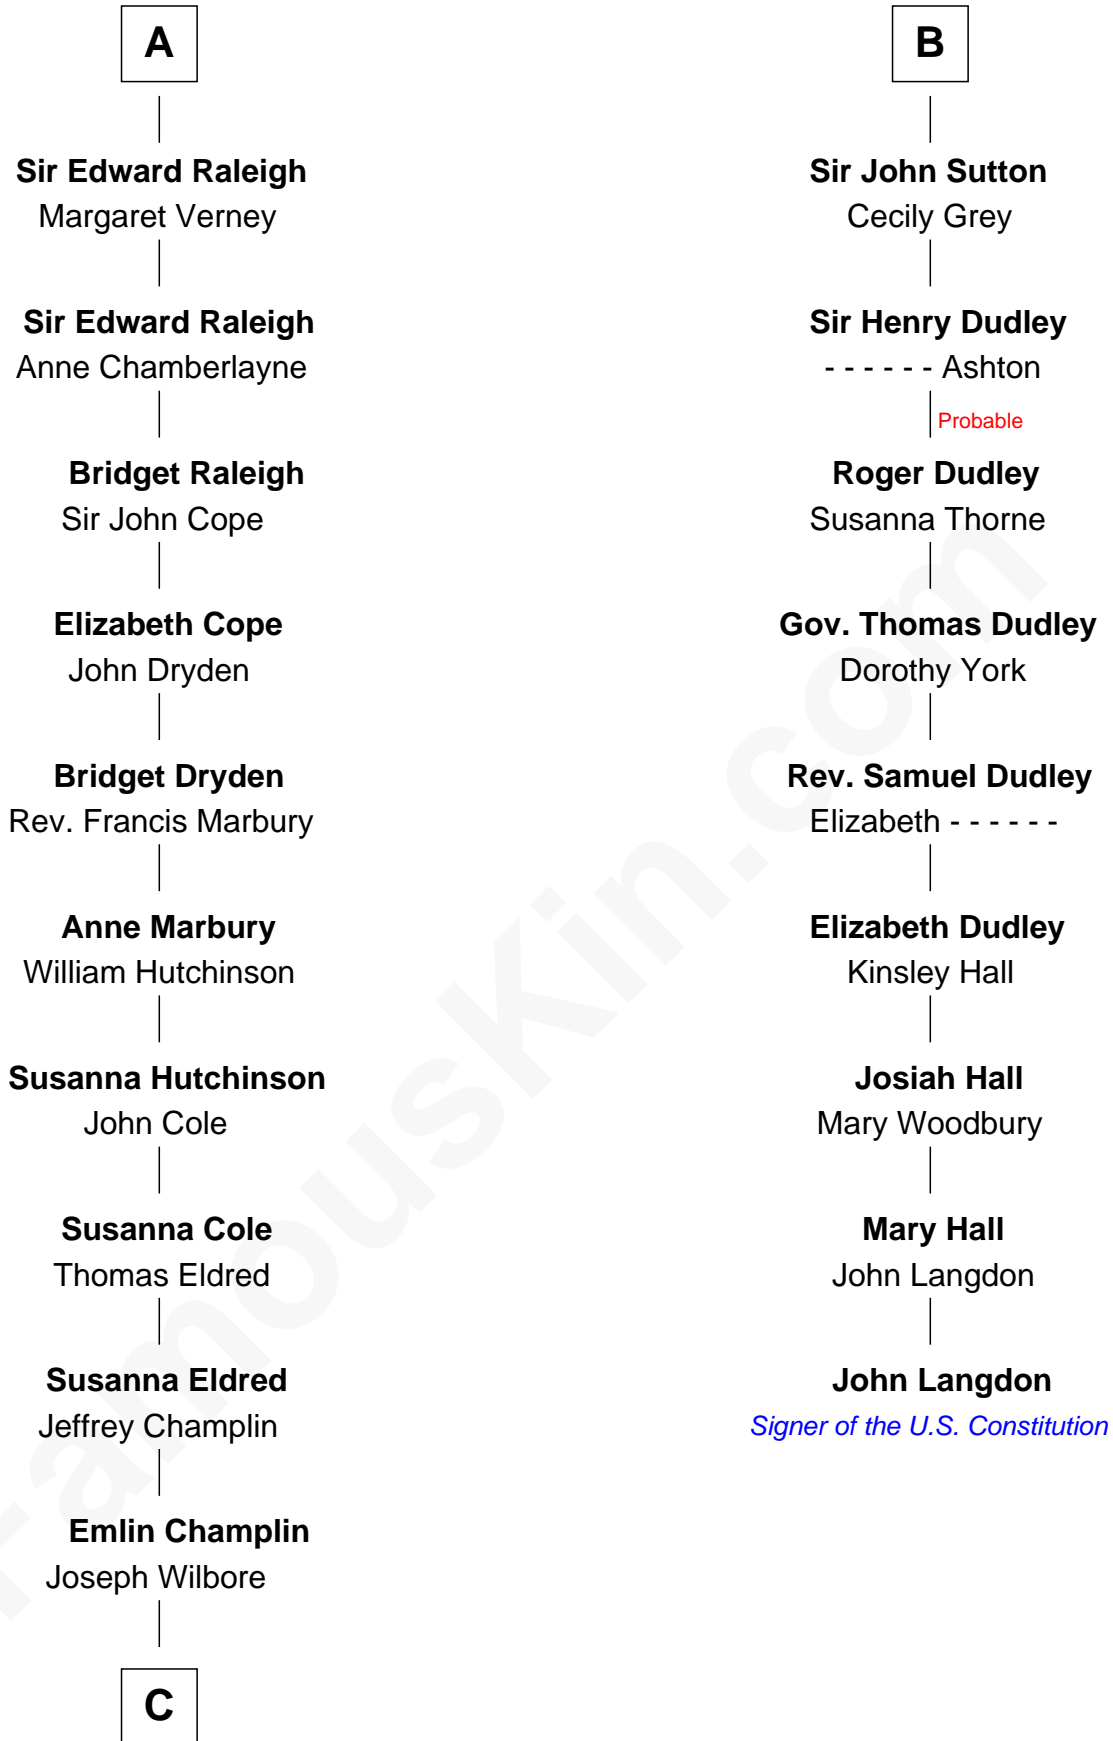 A
Sir Edward Raleigh
Margaret Verney
Sir Edward Raleigh
Anne Chamberlayne
Bridget Raleigh
Sir John Cope
Elizabeth Cope
John Dryden
Bridget Dryden
Rev. Francis Marbury
Anne Marbury
William Hutchinson
Susanna Hutchinson
John Cole
Susanna Cole
Thomas Eldred
Susanna Eldred
Jeffrey Champlin
Emlin Champlin
Joseph Wilbore
C
B
Sir John Sutton
Cecily Grey
Sir Henry Dudley
- - - - - - Ashton
Probable
Roger Dudley
Susanna Thorne
Gov. Thomas Dudley
Dorothy York
Rev. Samuel Dudley
Elizabeth - - - - - -
Elizabeth Dudley
Kinsley Hall
Josiah Hall
Mary Woodbury
Mary Hall
John Langdon
John Langdon
Signer of the U.S. Constitution
FamousKin.com